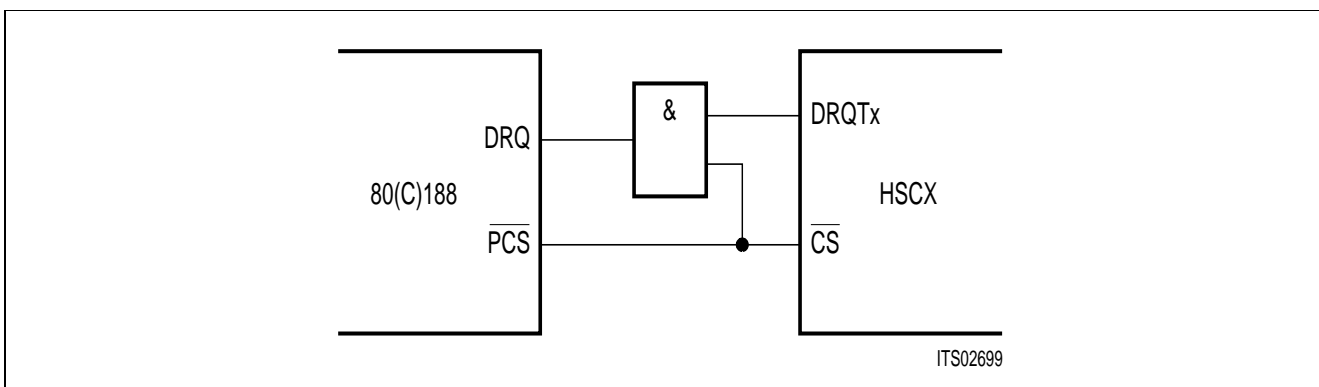 &
DRQ
DRQTx
80(C)188
HSCX
PCS
CS
ITS02699